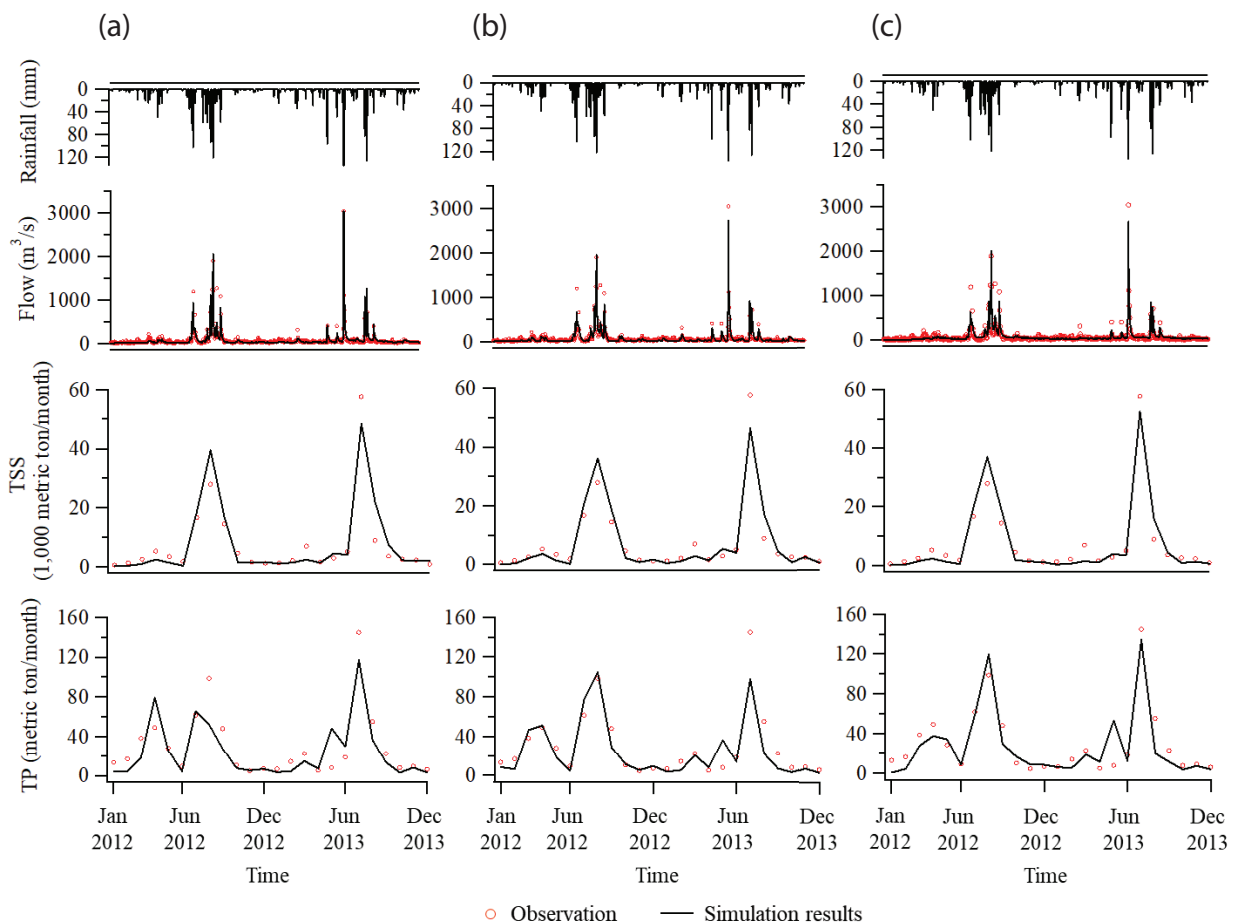 (a)
(b)
(c)
Rainfall (mm)
0
40
80
120
0
40
80
120
0
40
80
120
Flow (m³/s)
3000
2000
1000
0
3000
2000
1000
0
3000
2000
1000
0
TSS
(1,000 metric ton/month)
60
40
20
0
60
40
20
0
60
40
20
0
TP (metric ton/month)
160
120
80
40
0
160
120
80
40
0
160
120
80
40
0
Jan Jun Dec Jun Dec
2012 2012 2012 2013 2013
Time
Jan Jun Dec Jun Dec
2012 2012 2012 2013 2013
Time
Jan Jun Dec Jun Dec
2012 2012 2012 2013 2013
Time
Observation Simulation results